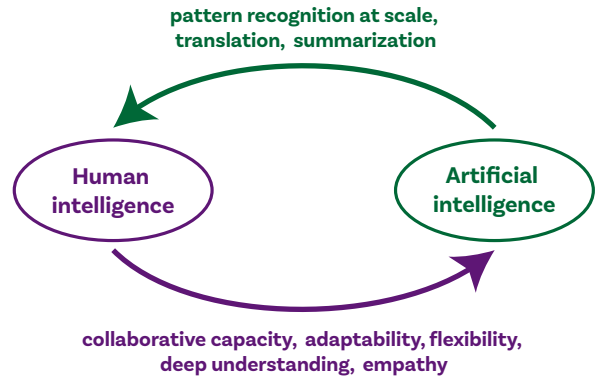 pattern recognition at scale,
translation, summarization
Human
intelligence
Artificial
intelligence
collaborative capacity, adaptability, flexibility,
deep understanding, empathy